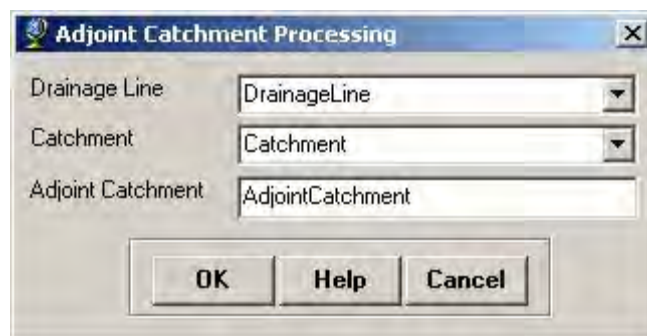 Adjoint Catchment Processing
Drainage Line DrainageLine
Catchment Catchment
Adjoint Catchment AdjointCatchment
OK Help Cancel